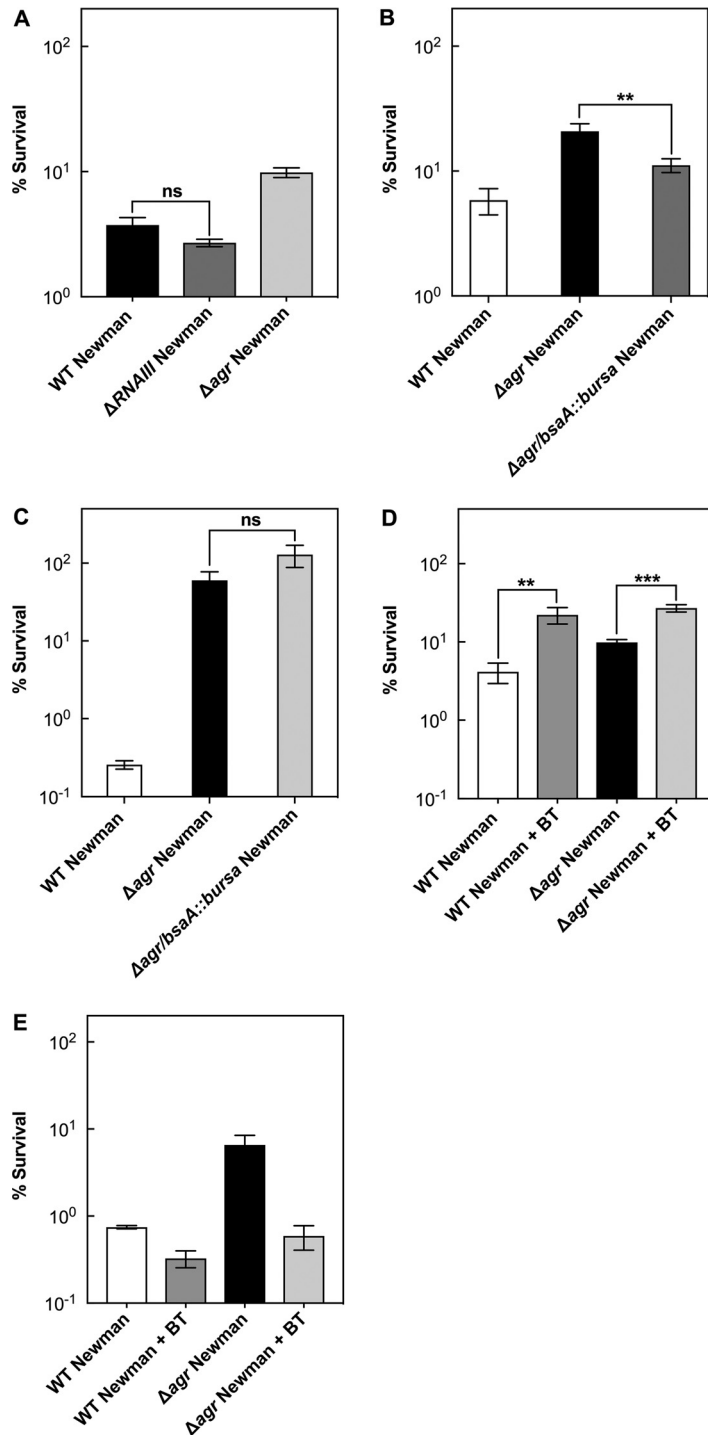 A
% Survival
10²
10¹
10⁰
ns
WT Newman
ΔRNAIII Newman
Δagr Newman
B
% Survival
10²
10¹
10⁰
**
WT Newman
Δagr Newman
Δagr/bsaA::bursa Newman
C
% Survival
10²
10¹
10⁰
10⁻¹
ns
WT Newman
Δagr Newman
Δagr/bsaA::bursa Newman
D
% Survival
10²
10¹
10⁰
10⁻¹
**
***
WT Newman
WT Newman + BT
Δagr Newman
Δagr Newman + BT
E
% Survival
10²
10¹
10⁰
10⁻¹
WT Newman
WT Newman + BT
Δagr Newman
Δagr Newman + BT